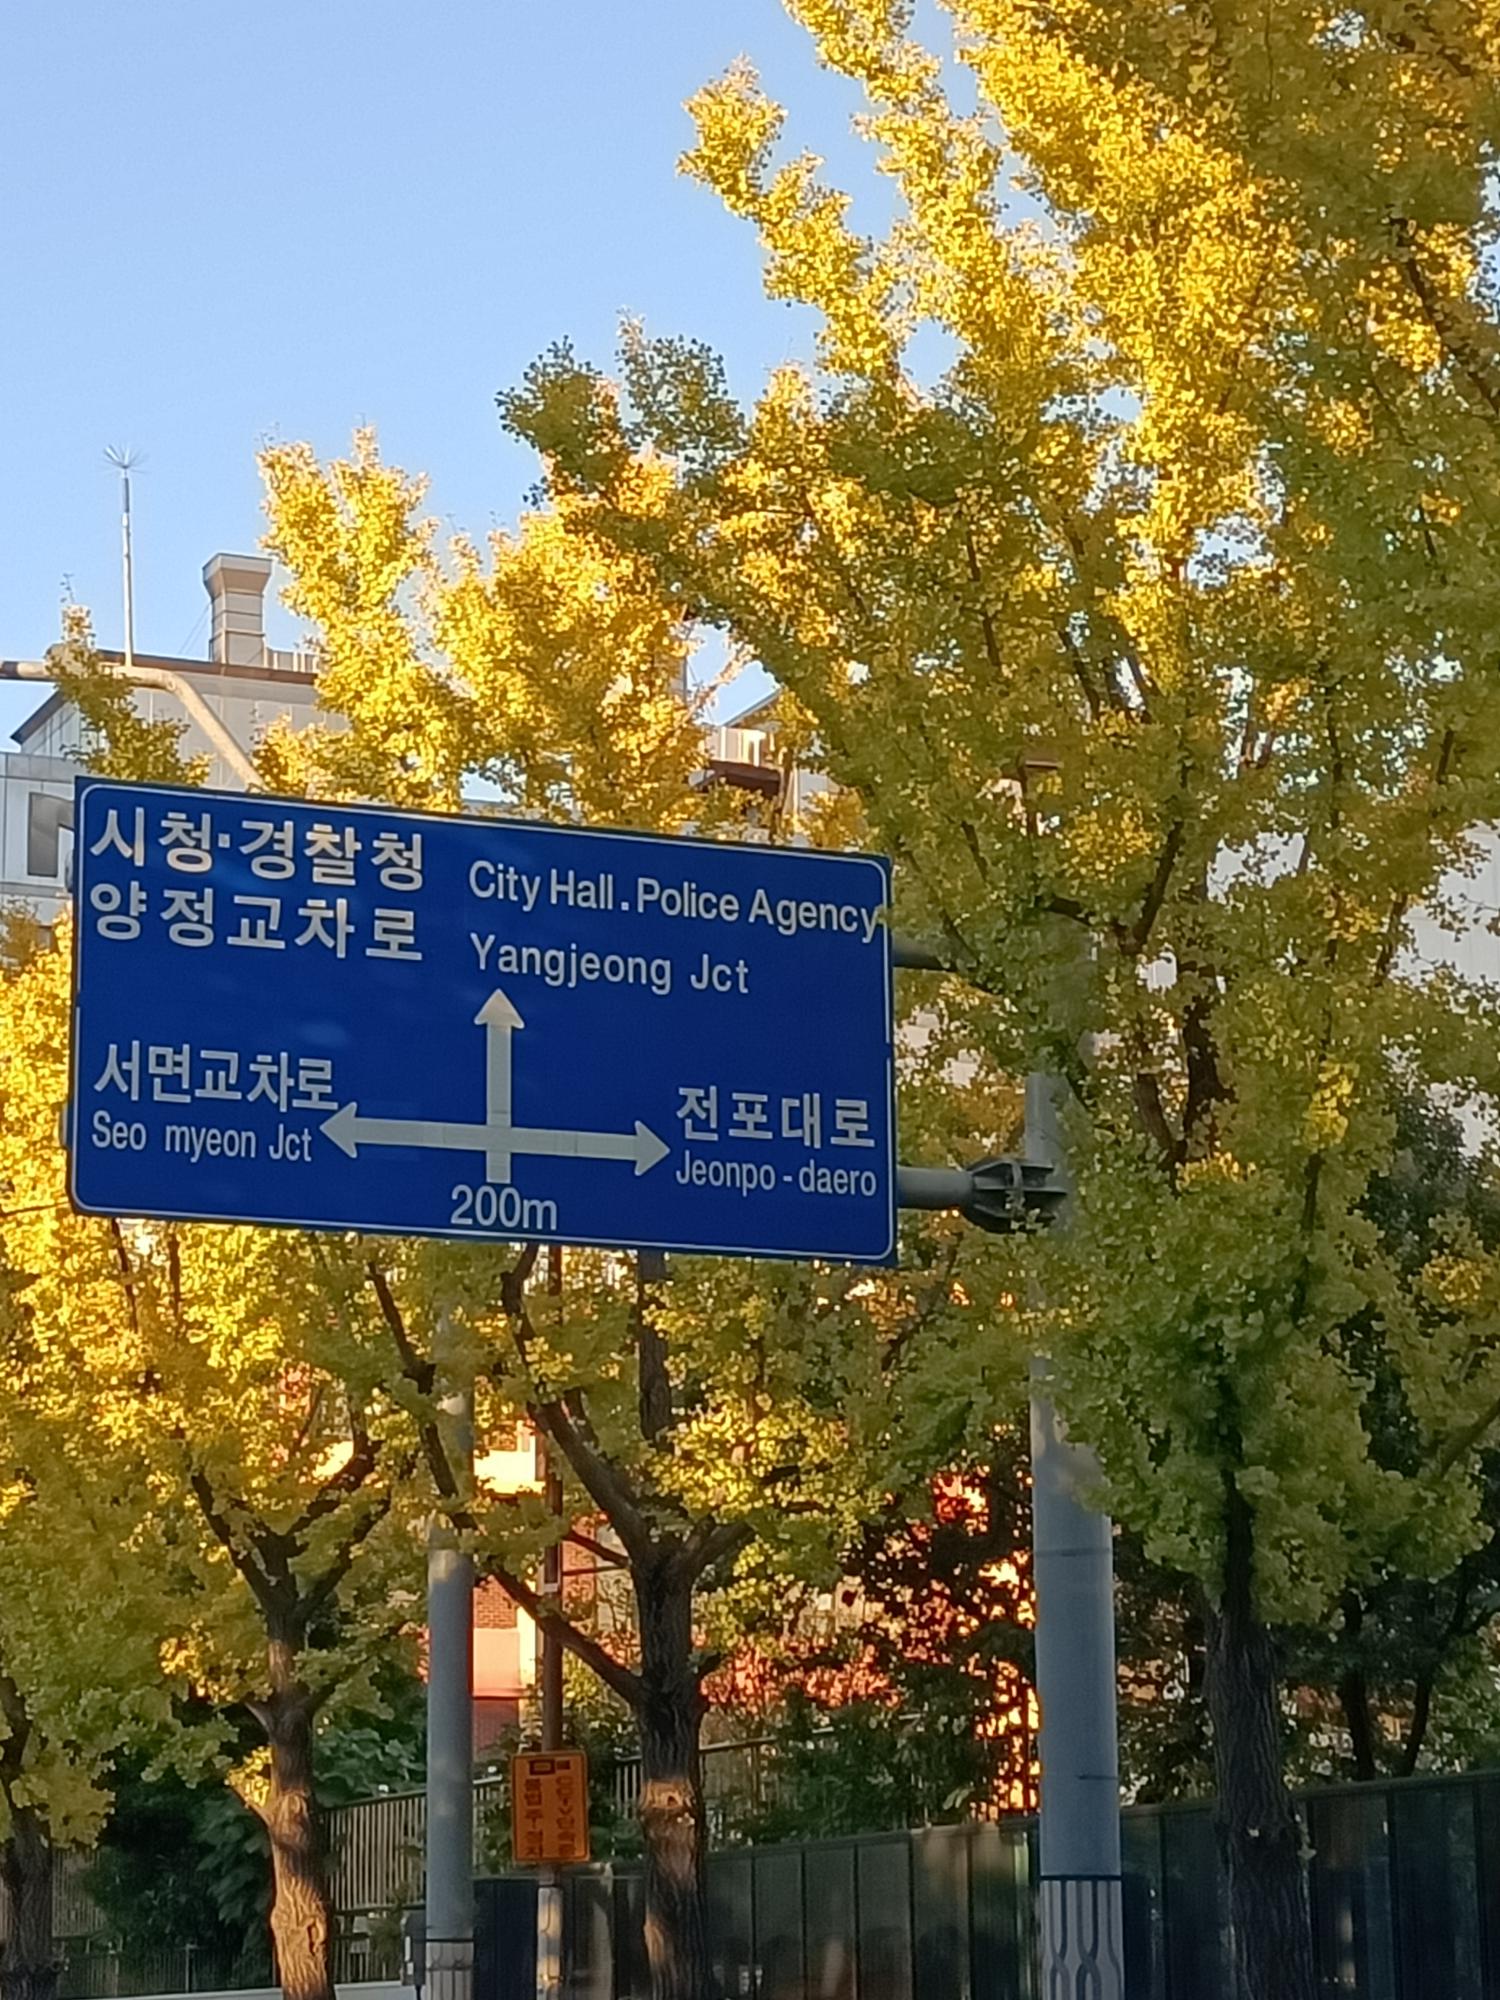 시청·경찰청 City Hall . Police Agency
양정교차로 Yangjeong Jct
서면교차로
Seo myeon Jct
전포대로
Jeonpo - daero
200m